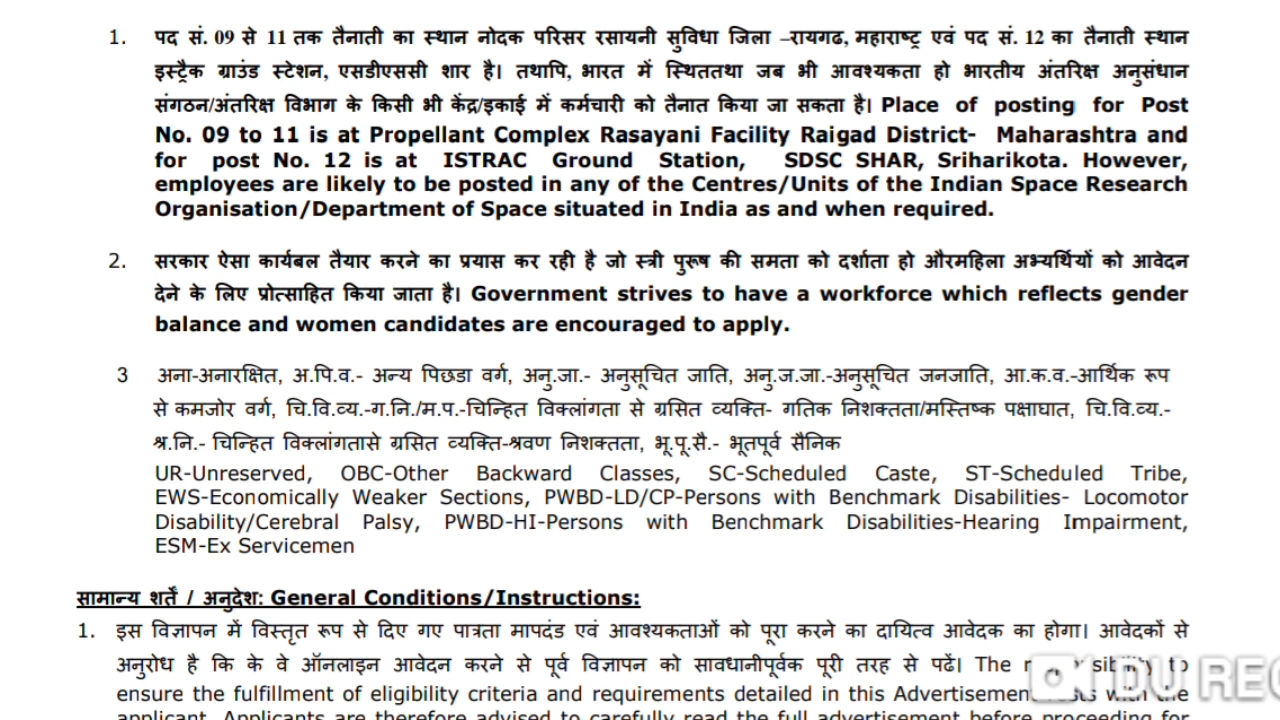 1. पद सं. 09 से 11 तक तैनाती का स्थान नोदक परिसर रसायनी सुविधा जिला –रायगढ, महाराष्ट्र एवं पद सं. 12 का तैनाती स्थान
इस्ट्रैक ग्राउंड स्टेशन, एसडीएससी शार है। तथापि, भारत में स्थिततथा जब भी आवश्यकता हो भारतीय अंतरिक्ष अनुसंधान
संगठन/अंतरिक्ष विभाग के किसी भी केंद्र/इकाई में कर्मचारी को तैनात किया जा सकता है। Place of posting for Post
No. 09 to 11 is at Propellant Complex Rasayani Facility Raigad District- Maharashtra and
for post No. 12 is at ISTRAC Ground Station, SDSC SHAR, Sriharikota. However,
employees are likely to be posted in any of the Centres/Units of the Indian Space Research
Organisation/Department of Space situated in India as and when required.
2. सरकार ऐसा कार्यबल तैयार करने का प्रयास कर रही है जो स्त्री पुरूष की समता को दर्शाता हो औरमहिला अभ्यर्थियों को आवेदन
देने के लिए प्रोत्साहित किया जाता है। Government strives to have a workforce which reflects gender
balance and women candidates are encouraged to apply.
3 अना-अनारक्षित, अ.पि.व.- अन्य पिछडा वर्ग, अनु.जा.- अनुसूचित जाति, अनु.ज.जा.-अनुसूचित जनजाति, आ.क.व.-आर्थिक रूप
से कमजोर वर्ग, चि.वि.व्य.-ग.नि./म.प.-चिन्हित विक्लांगता से ग्रसित व्यक्ति- गतिक निशक्तता/मस्तिष्क पक्षाघात, चि.वि.व्य.-
श्र.नि.- चिन्हित विक्लांगतासे ग्रसित व्यक्ति-श्रवण निशक्तता, भू.पू.सै.- भूतपूर्व सैनिक
UR-Unreserved, OBC-Other Backward Classes, SC-Scheduled Caste, ST-Scheduled Tribe,
EWS-Economically Weaker Sections, PWBD-LD/CP-Persons with Benchmark Disabilities- Locomotor
Disability/Cerebral Palsy, PWBD-HI-Persons with Benchmark Disabilities-Hearing Impairment,
ESM-Ex Servicemen
सामान्य शर्तें / अनुदेश: General Conditions/Instructions:
1. इस विज्ञापन में विस्तृत रूप से दिए गए पात्रता मापदंड एवं आवश्यकताओं को पूरा करने का दायित्व आवेदक का होगा। आवेदकों से
अनुरोध है कि के वे ऑनलाइन आवेदन करने से पूर्व विज्ञापन को सावधानीपूर्वक पूरी तरह से पढें। The to
ensure the fulfillment of eligibility criteria and requirements detailed in this Advertisement with the
applicant. Applicants are therefore advised to carefully read the full advertisement before proceeding for
DU REC